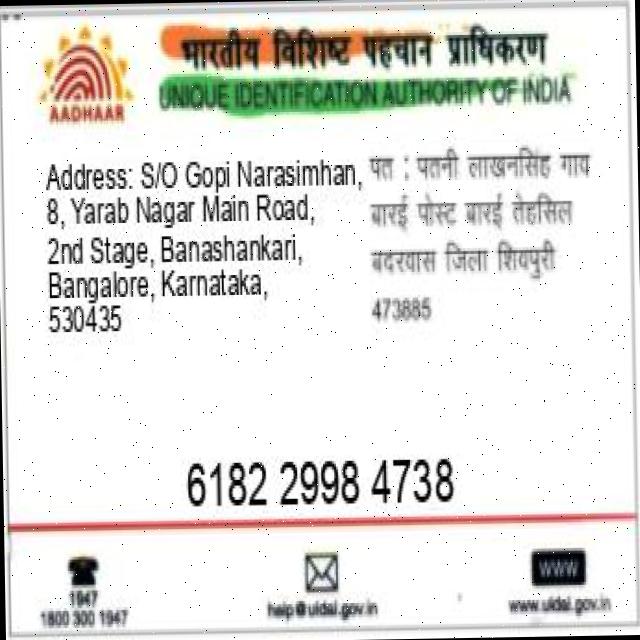 भारतीय विशिष्ट पहचान प्राधिकरण
UNIQUE IDENTIFICATION AUTHORITY OF INDIA
AADHAAR
Address: S/O Gopi Narasimhan,
8, Yarab Nagar Main Road,
2nd Stage, Banashankari,
Bangalore, Karnataka,
530435
पत : पतनी लाखनसिंह गाव
बारई पोस्ट बारई तेहसिल
बदरवास जिला शिवपुरी
473885
6182 2998 4738
1947
1800 300 1947
help@uidai.gov.in
WWW
www.uidai.gov.in